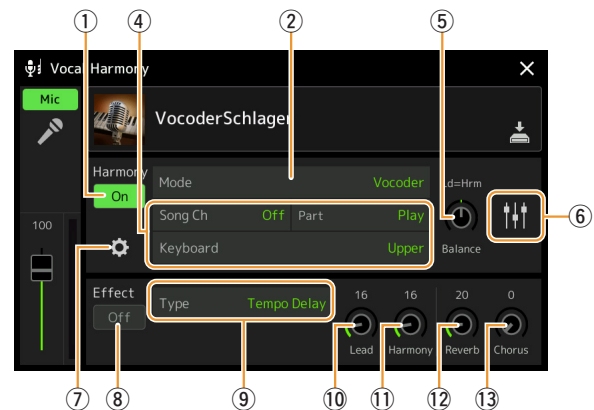 ① ④ ② ⑤
Vocal Harmony
Mic
VocoderSchlager
Harmony
On
Mode Vocoder
Ld=Hrm
Song Ch Off Part Play
Keyboard Upper
Balance
⑥
100
Effect
Off
Type Tempo Delay
16 16 20 0
Lead Harmony Reverb Chorus
⑦ ⑧ ⑨ ⑩ ⑪ ⑫ ⑬